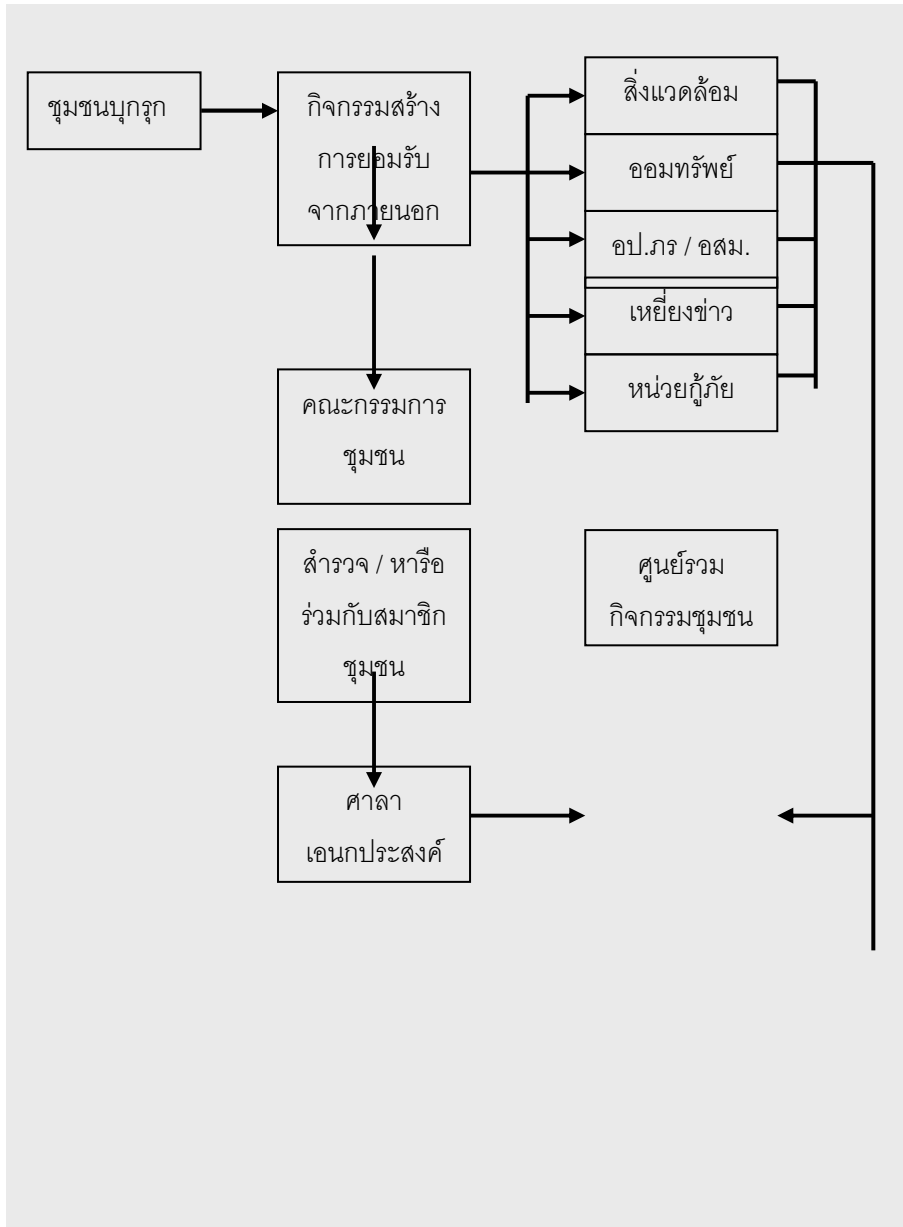 ชุมชนบุกรุก
กิจกรรมสร้าง
การยอมรับ
จากภายนอก
สิ่งแวดล้อม
ออมทรัพย์
อป.ภร / อสม.
เหยี่ยงข่าว
หน่วยกู้ภัย
คณะกรรมการ
ชุมชน
สำรวจ / หารือ
ร่วมกับสมาชิก
ชุมชน
ศูนย์รวม
กิจกรรมชุมชน
ศาลา
เอนกประสงค์